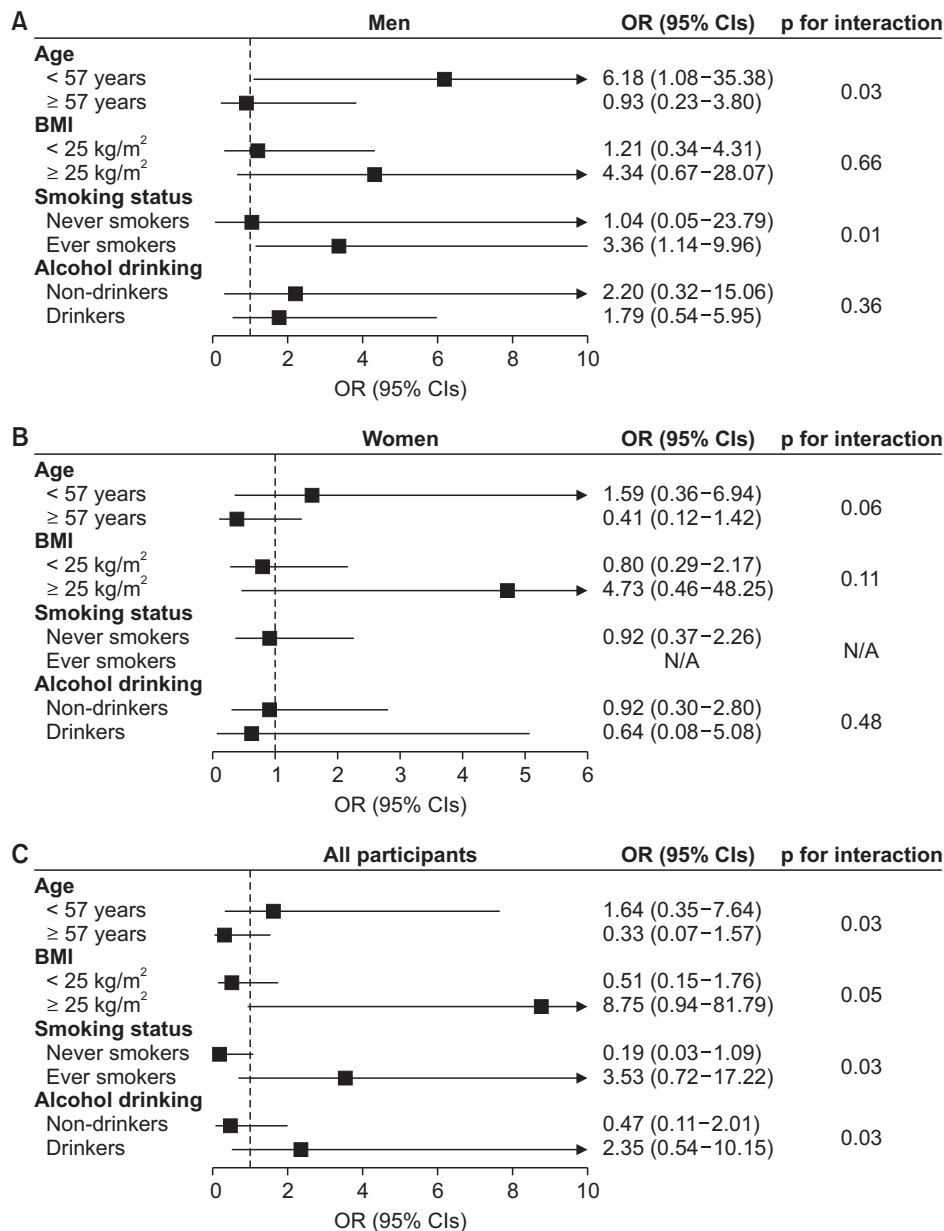 A Men OR (95% CIs) p for interaction
Age
< 57 years 6.18 (1.08−35.38)
0.03
≥ 57 years 0.93 (0.23−3.80)
BMI
< 25 kg/m² 1.21 (0.34−4.31)
0.66
≥ 25 kg/m² 4.34 (0.67−28.07)
Smoking status
Never smokers 1.04 (0.05−23.79)
0.01
Ever smokers 3.36 (1.14−9.96)
Alcohol drinking
Non-drinkers 2.20 (0.32−15.06)
0.36
Drinkers 1.79 (0.54−5.95)
0 2 4 6 8 10
OR (95% CIs)
B Women OR (95% CIs) p for interaction
Age
< 57 years 1.59 (0.36−6.94)
0.06
≥ 57 years 0.41 (0.12−1.42)
BMI
< 25 kg/m² 0.80 (0.29−2.17)
0.11
≥ 25 kg/m² 4.73 (0.46−48.25)
Smoking status
Never smokers 0.92 (0.37−2.26)
N/A
Ever smokers N/A
Alcohol drinking
Non-drinkers 0.92 (0.30−2.80)
0.48
Drinkers 0.64 (0.08−5.08)
0 1 2 3 4 5 6
OR (95% CIs)
C All participants OR (95% CIs) p for interaction
Age
< 57 years 1.64 (0.35−7.64)
0.03
≥ 57 years 0.33 (0.07−1.57)
BMI
< 25 kg/m² 0.51 (0.15−1.76)
0.05
≥ 25 kg/m² 8.75 (0.94−81.79)
Smoking status
Never smokers 0.19 (0.03−1.09)
0.03
Ever smokers 3.53 (0.72−17.22)
Alcohol drinking
Non-drinkers 0.47 (0.11−2.01)
0.03
Drinkers 2.35 (0.54−10.15)
0 2 4 6 8 10
OR (95% CIs)